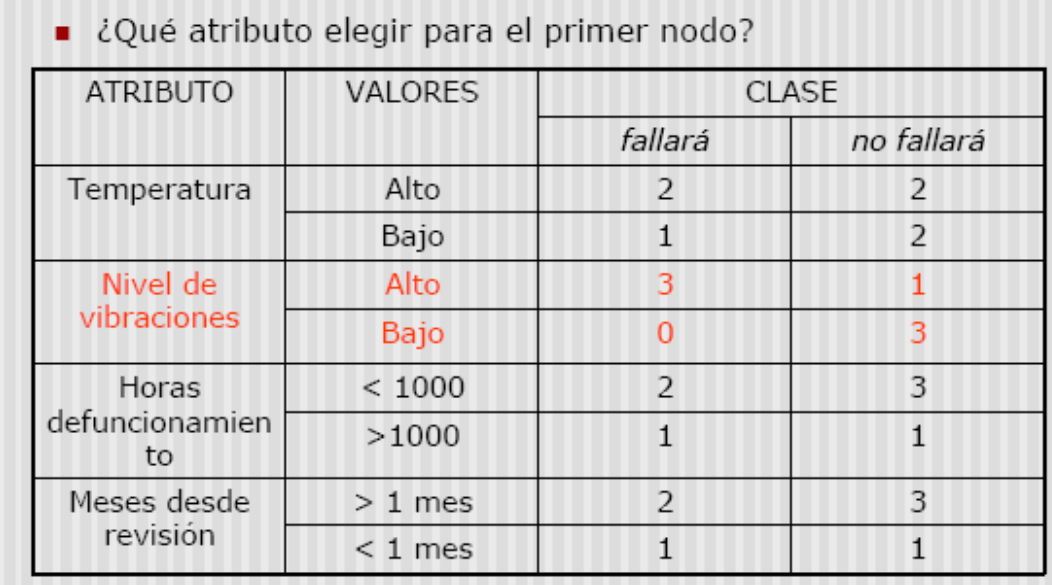 ¿Qué atributo elegir para el primer nodo?
ATRIBUTO VALORES CLASE
fallará no fallará
Temperatura Alto 2 2
Bajo 1 2
Nivel de vibraciones Alto 3 1
Bajo 0 3
Horas defuncionamien to < 1000 2 3
>1000 1 1
Meses desde revisión > 1 mes 2 3
< 1 mes 1 1